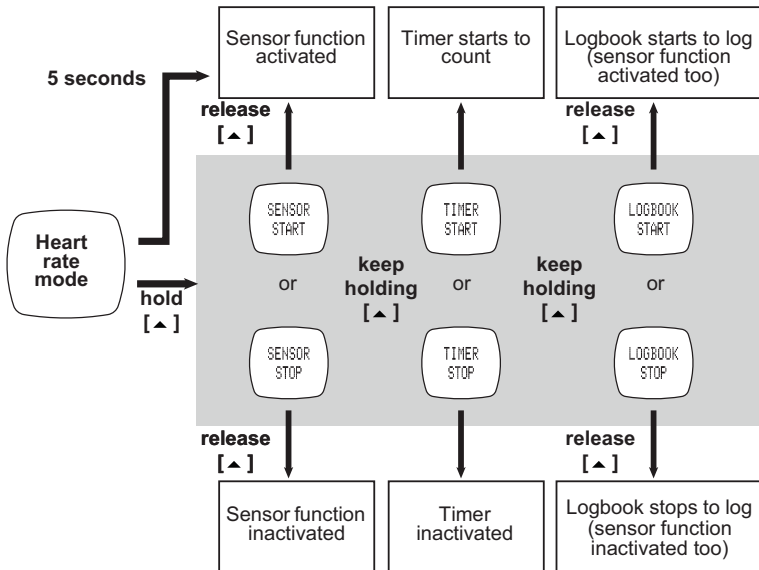 Sensor function
activated
Timer starts to
count
Logbook starts to log
(sensor function
activated too)
5 seconds
release
[▲]
release
[▲]
SENSOR
START
TIMER
START
LOGBOOK
START
Heart
rate
mode
hold
[▲]
or
keep
holding
[▲]
or
keep
holding
[▲]
or
SENSOR
STOP
TIMER
STOP
LOGBOOK
STOP
release
[▲]
release
[▲]
Sensor function
inactivated
Timer
inactivated
Logbook stops to log
(sensor function
inactivated too)